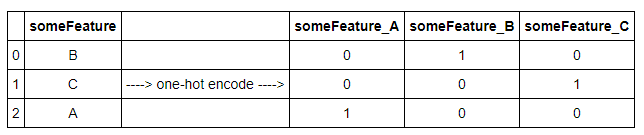 someFeature someFeature_A someFeature_B someFeature_C
0 B 0 1 0
1 C ----> one-hot encode ----> 0 0 1
2 A 1 0 0